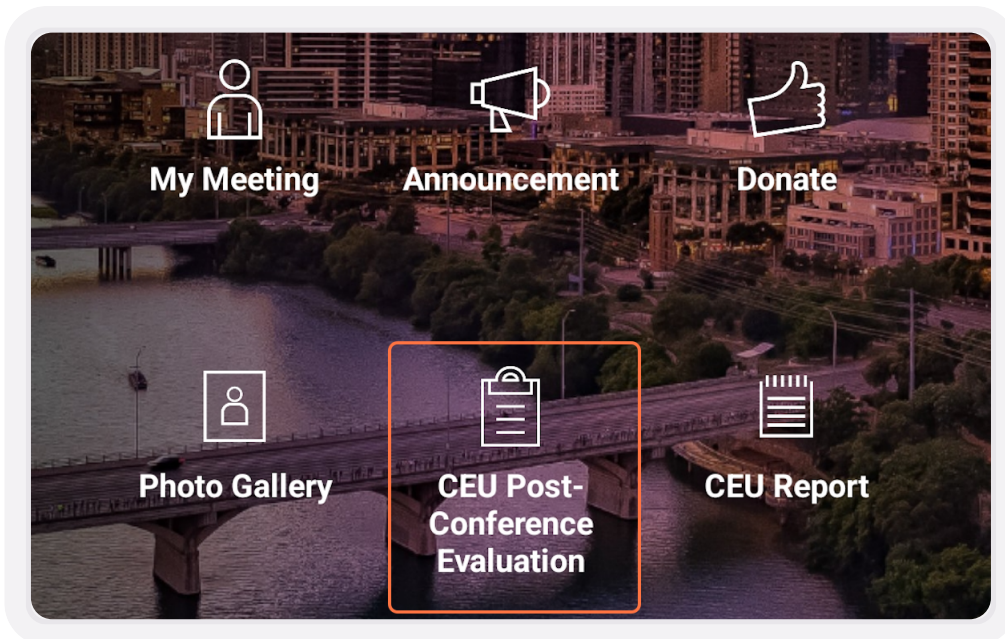 My Meeting
Announcement
Donate
Photo Gallery
CEU Post-
Conference
Evaluation
CEU Report